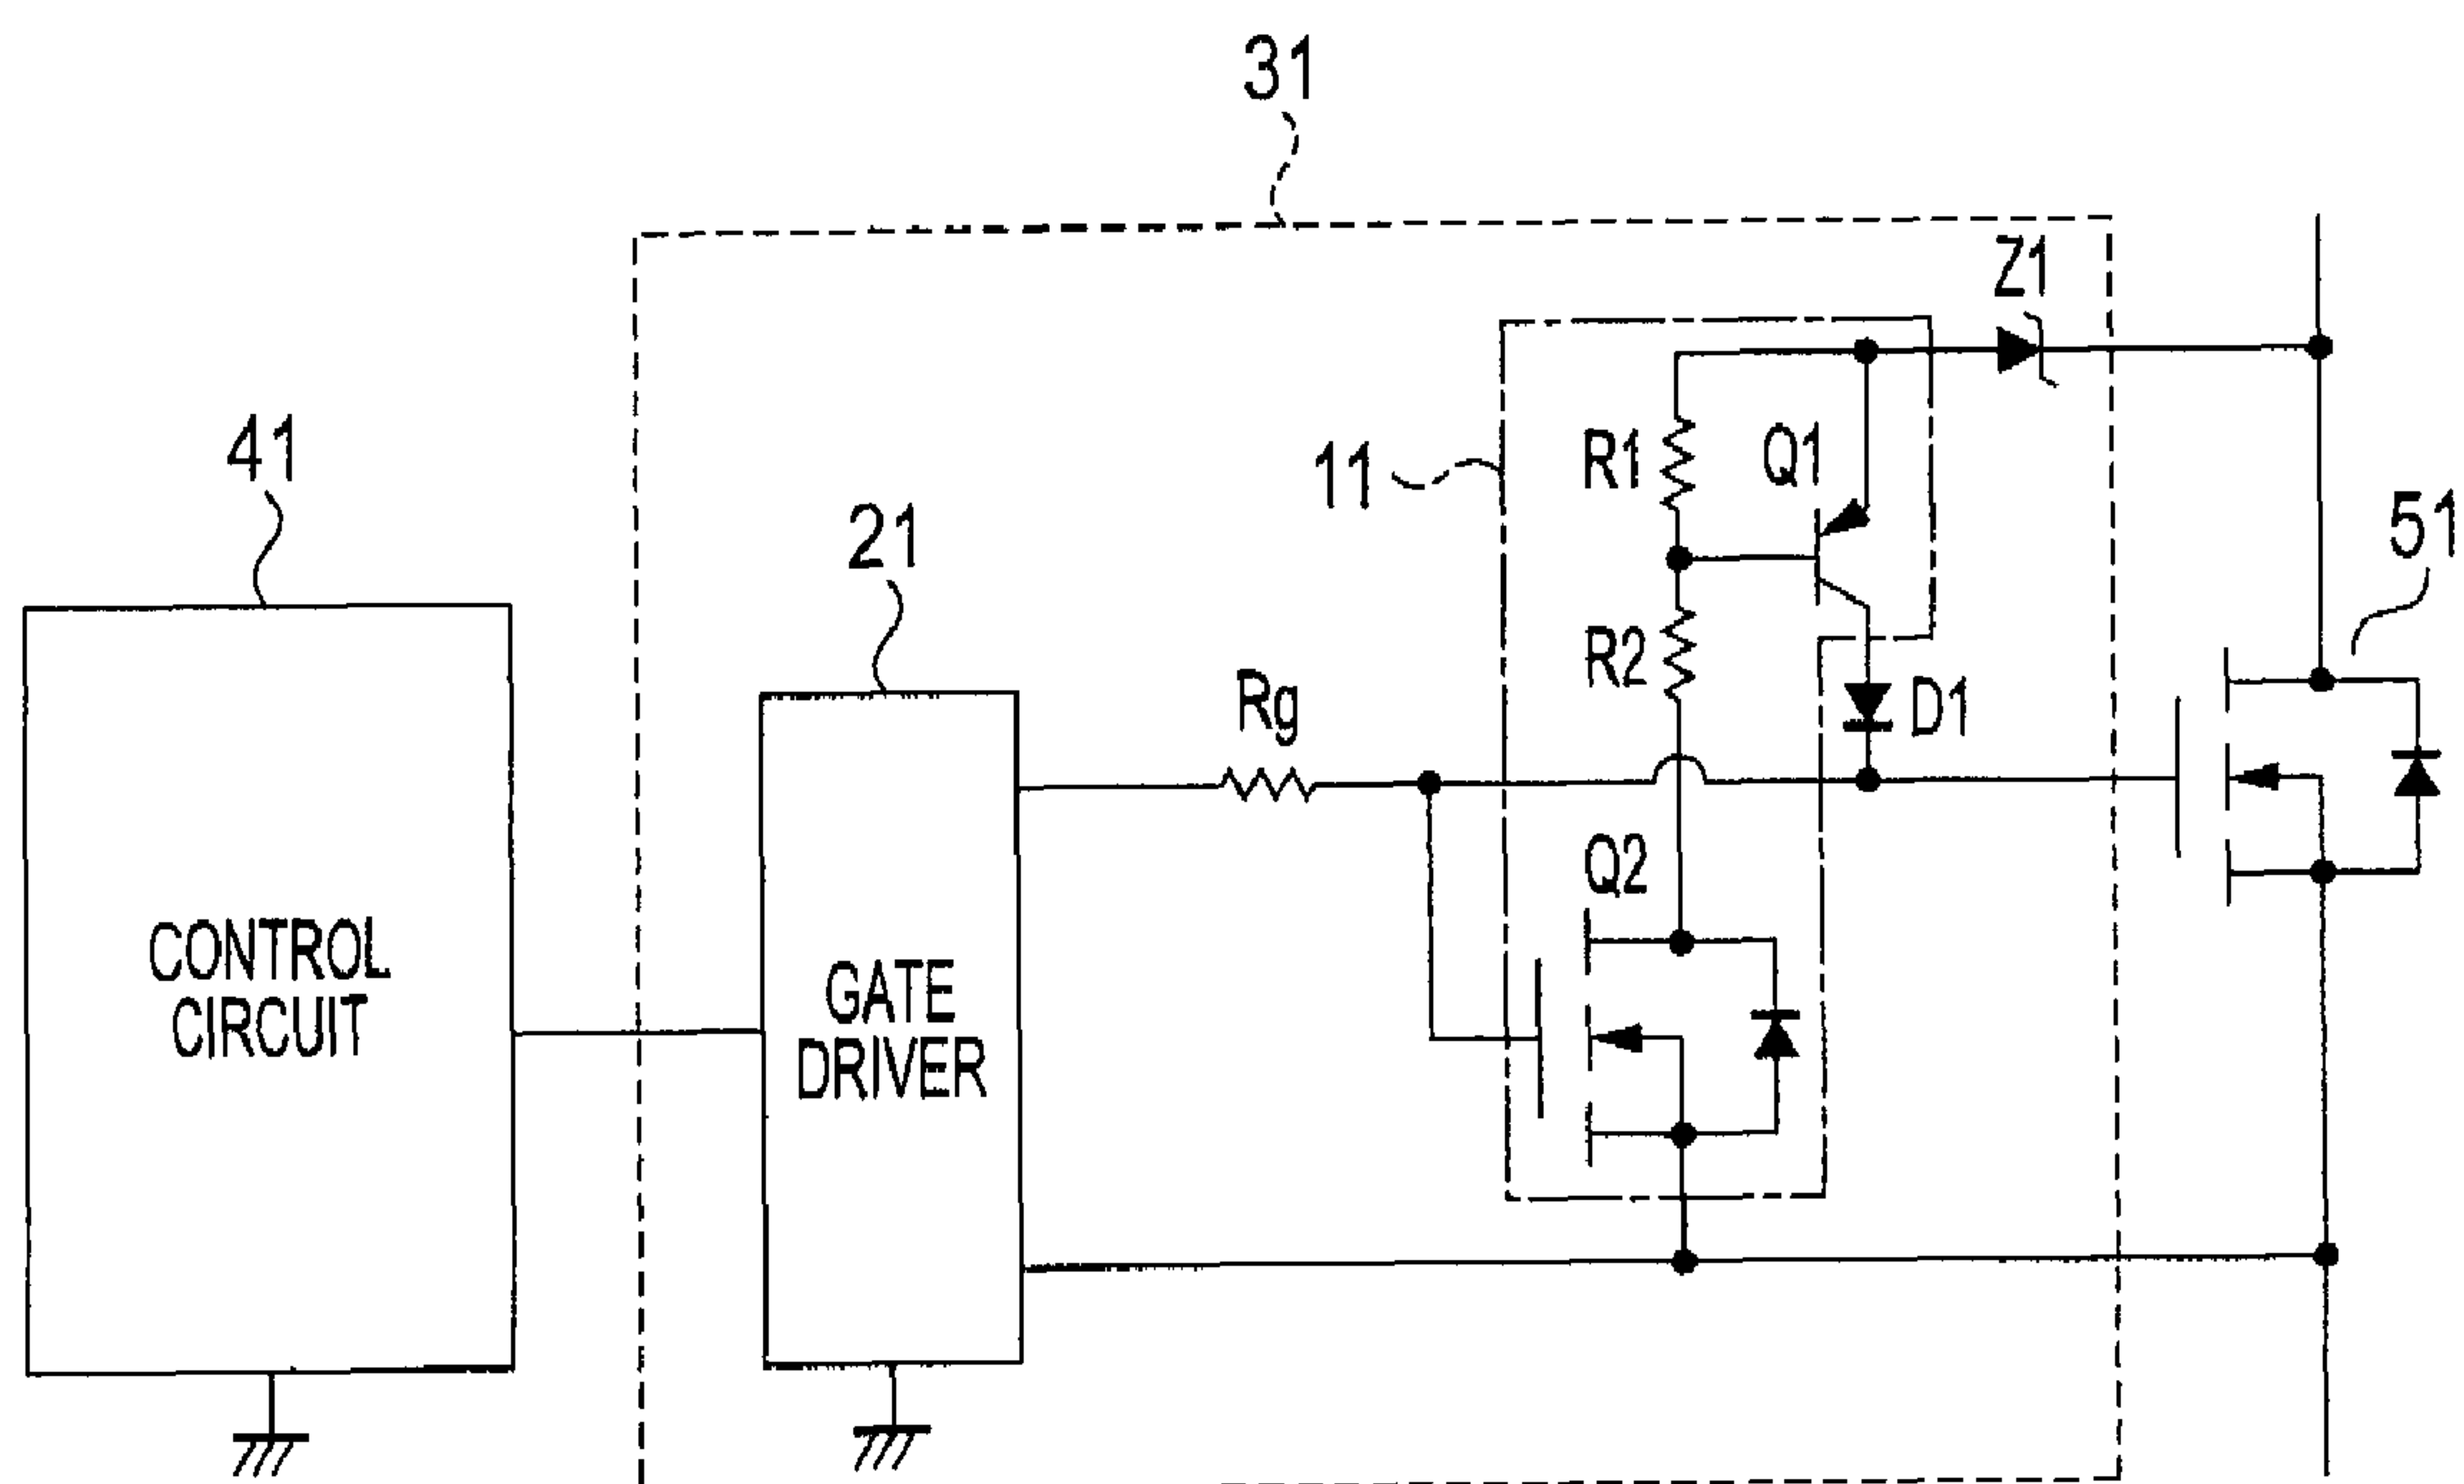 31
Z1
41
11
R1
Q1
51
21
R2
Rg
D1
Q2
CONTROL
CIRCUIT
GATE
DRIVER